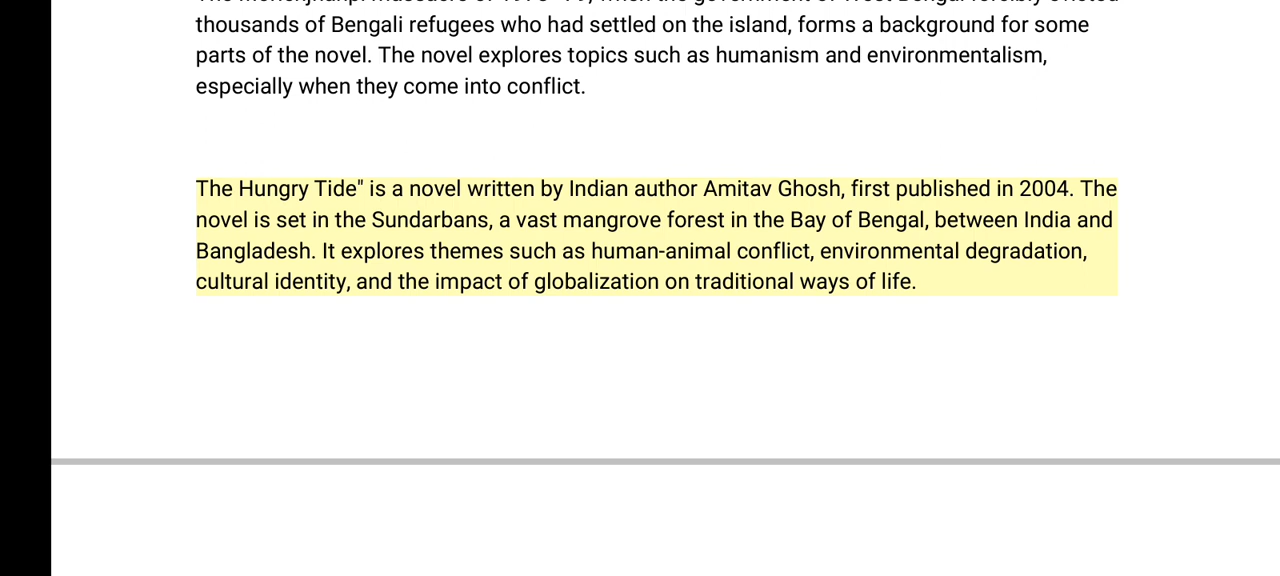 thousands of Bengali refugees who had settled on the island, forms a background for some
parts of the novel. The novel explores topics such as humanism and environmentalism,
especially when they come into conflict.
The Hungry Tide" is a novel written by Indian author Amitav Ghosh, first published in 2004. The
novel is set in the Sundarbans, a vast mangrove forest in the Bay of Bengal, between India and
Bangladesh. It explores themes such as human-animal conflict, environmental degradation,
cultural identity, and the impact of globalization on traditional ways of life.